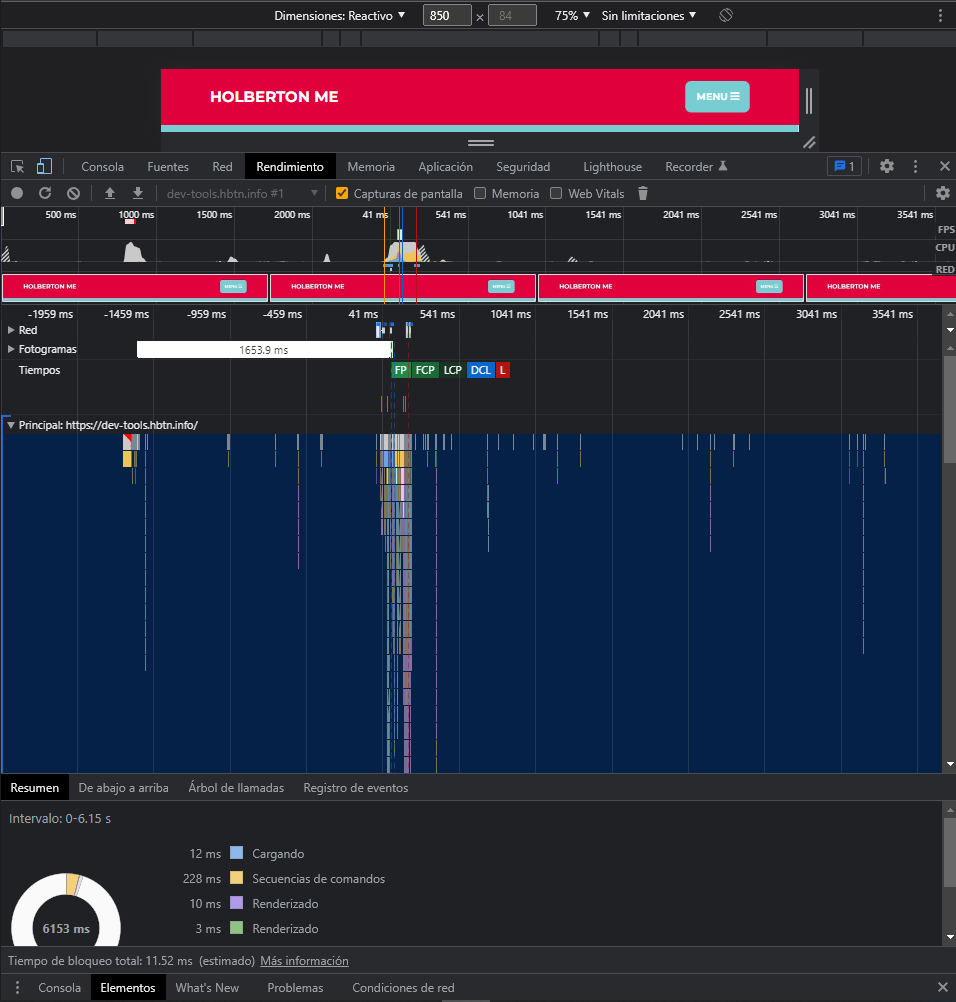 Dimensiones: Reactivo ▼ 850 × 84 75% ▼ Sin limitaciones ▼
HOLBERTON ME MENU ☰
Consola Fuentes Red Rendimiento Memoria Aplicación Seguridad Lighthouse Recorder 1
dev-tools.hbtn.info #1 ▼ Capturas de pantalla Memoria Web Vitals
500 ms 1000 ms 1500 ms 2000 ms 41 ms 541 ms 1041 ms 1541 ms 2041 ms 2541 ms 3041 ms 3541 ms
FPS
CPU
RED
HOLBERTON ME MENU ☰ HOLBERTON ME MENU ☰ HOLBERTON ME MENU ☰ HOLBERTON ME
-1959 ms -1459 ms -959 ms -459 ms 41 ms 541 ms 1041 ms 1541 ms 2041 ms 2541 ms 3041 ms 3541 ms
Red
Fotogramas 1653.9 ms
Tiempos FP FCP LCP DCL L
Principal: https://dev-tools.hbtn.info/
Resumen De abajo a arriba Árbol de llamadas Registro de eventos
Intervalo: 0-6.15 s
12 ms Cargando
228 ms Secuencias de comandos
10 ms Renderizado
6153 ms 3 ms Renderizado
Tiempo de bloqueo total: 11.52 ms (estimado) Más información
Consola Elementos What's New Problemas Condiciones de red